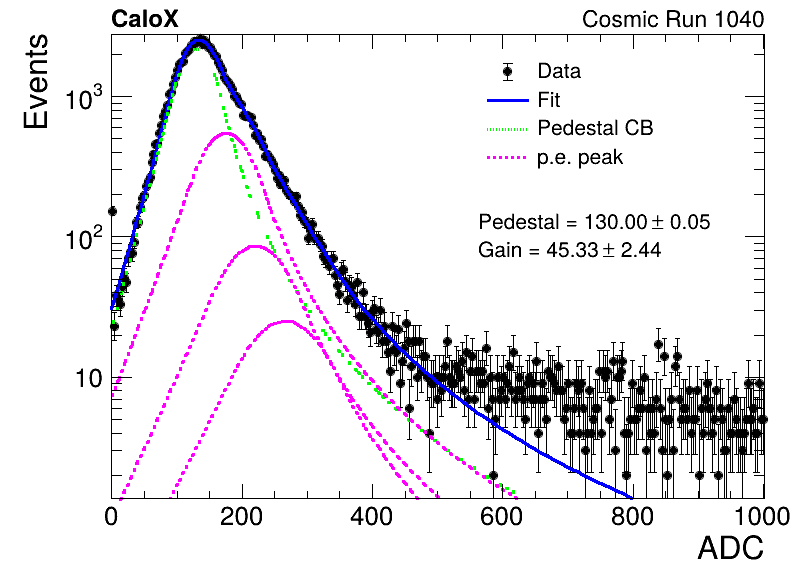 CaloX Cosmic Run 1040
Events
10³
10²
10
Data
Fit
Pedestal CB
p.e. peak
Pedestal = 130.00 ± 0.05
Gain = 45.33 ± 2.44
0 200 400 600 800 1000
ADC